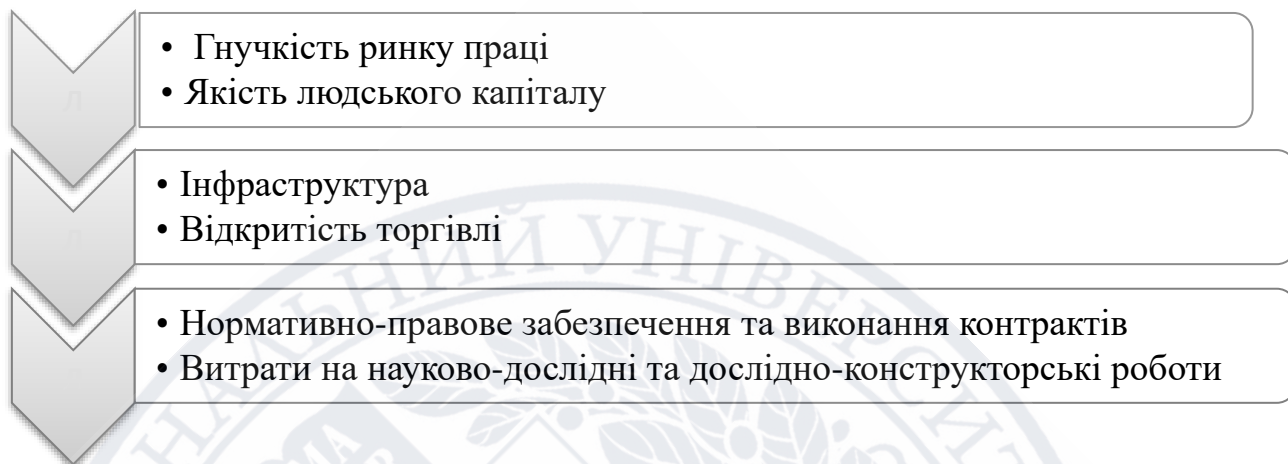 • Гнучкість ринку праці
• Якість людського капіталу
• Інфраструктура
• Відкритість торгівлі
• Нормативно-правове забезпечення та виконання контрактів
• Витрати на науково-дослідні та дослідно-конструкторські роботи